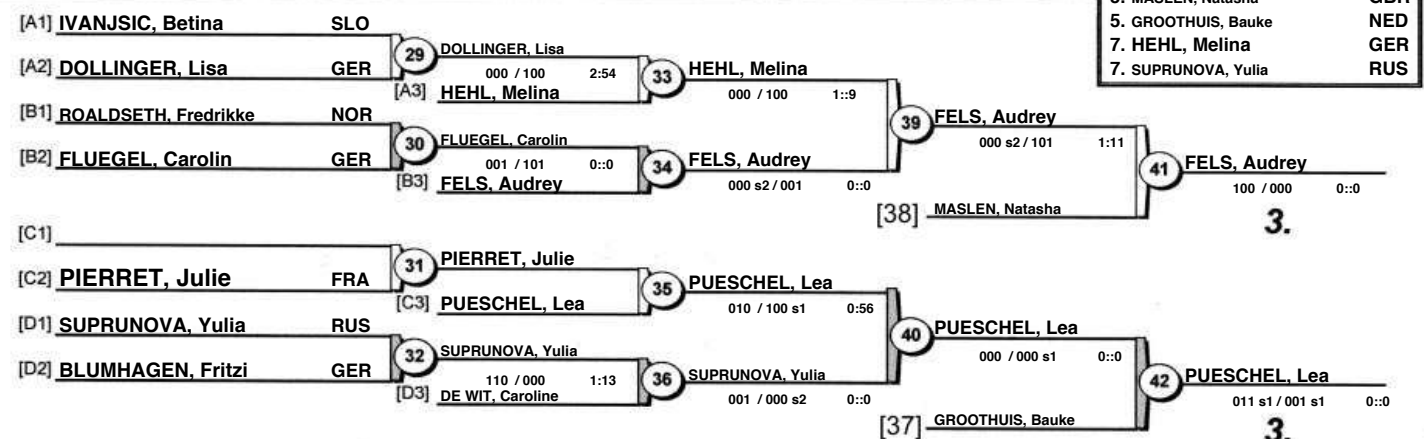 5. GROOTHUIS, Bauke NED
7. HEHL, Melina GER
7. SUPRUNOVA, Yulia RUS
[A1] IVANJSIC, Betina SLO
29 DOLLINGER, Lisa
[A2] DOLLINGER, Lisa GER
000 / 100 2:54
33 HEHL, Melina
[A3] HEHL, Melina
000 / 100 1::9
[B1] ROALDSETH, Fredrikke NOR
39 FELS, Audrey
30 FLUEGEL, Carolin
000 s2 / 101 1:11
[B2] FLUEGEL, Carolin GER
001 / 101 0::0
34 FELS, Audrey
41 FELS, Audrey
[B3] FELS, Audrey
000 s2 / 001 0::0
100 / 000 0::0
[38] MASLEN, Natasha
3.
[C1]
31 PIERRET, Julie
[C2] PIERRET, Julie FRA
35 PUESCHEL, Lea
[C3] PUESCHEL, Lea
010 / 100 s1 0:56
[D1] SUPRUNOVA, Yulia RUS
40 PUESCHEL, Lea
32 SUPRUNOVA, Yulia
000 / 000 s1 0::0
[D2] BLUMHAGEN, Fritzi GER
110 / 000 1:13
36 SUPRUNOVA, Yulia
42 PUESCHEL, Lea
[D3] DE WIT, Caroline
001 / 000 s2 0::0
011 s1 / 001 s1 0::0
[37] GROOTHUIS, Bauke
3.